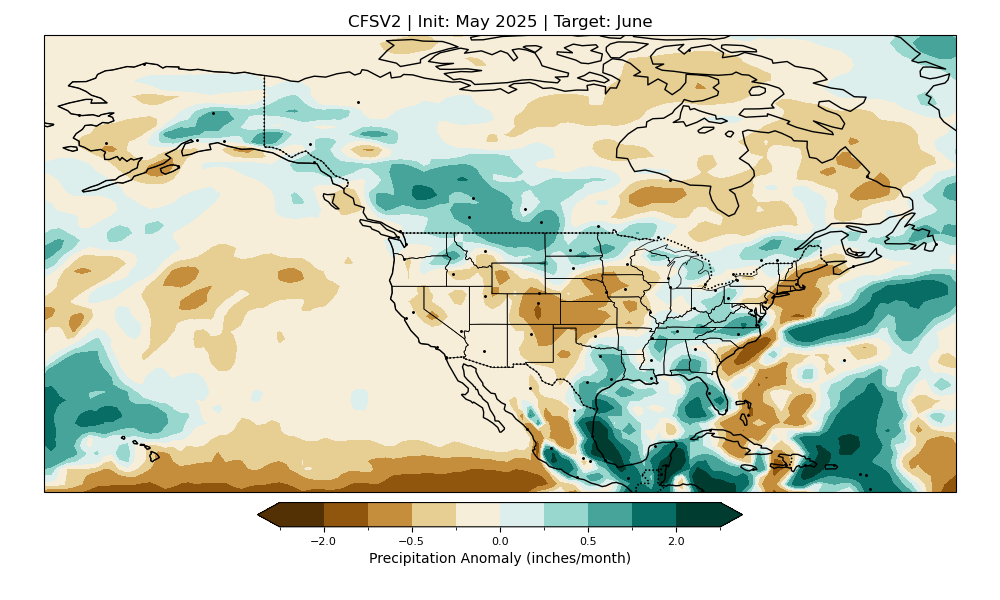 CFSV2 | Init: May 2025 | Target: June
−2.0 −0.5 0.0 0.5 2.0
Precipitation Anomaly (inches/month)